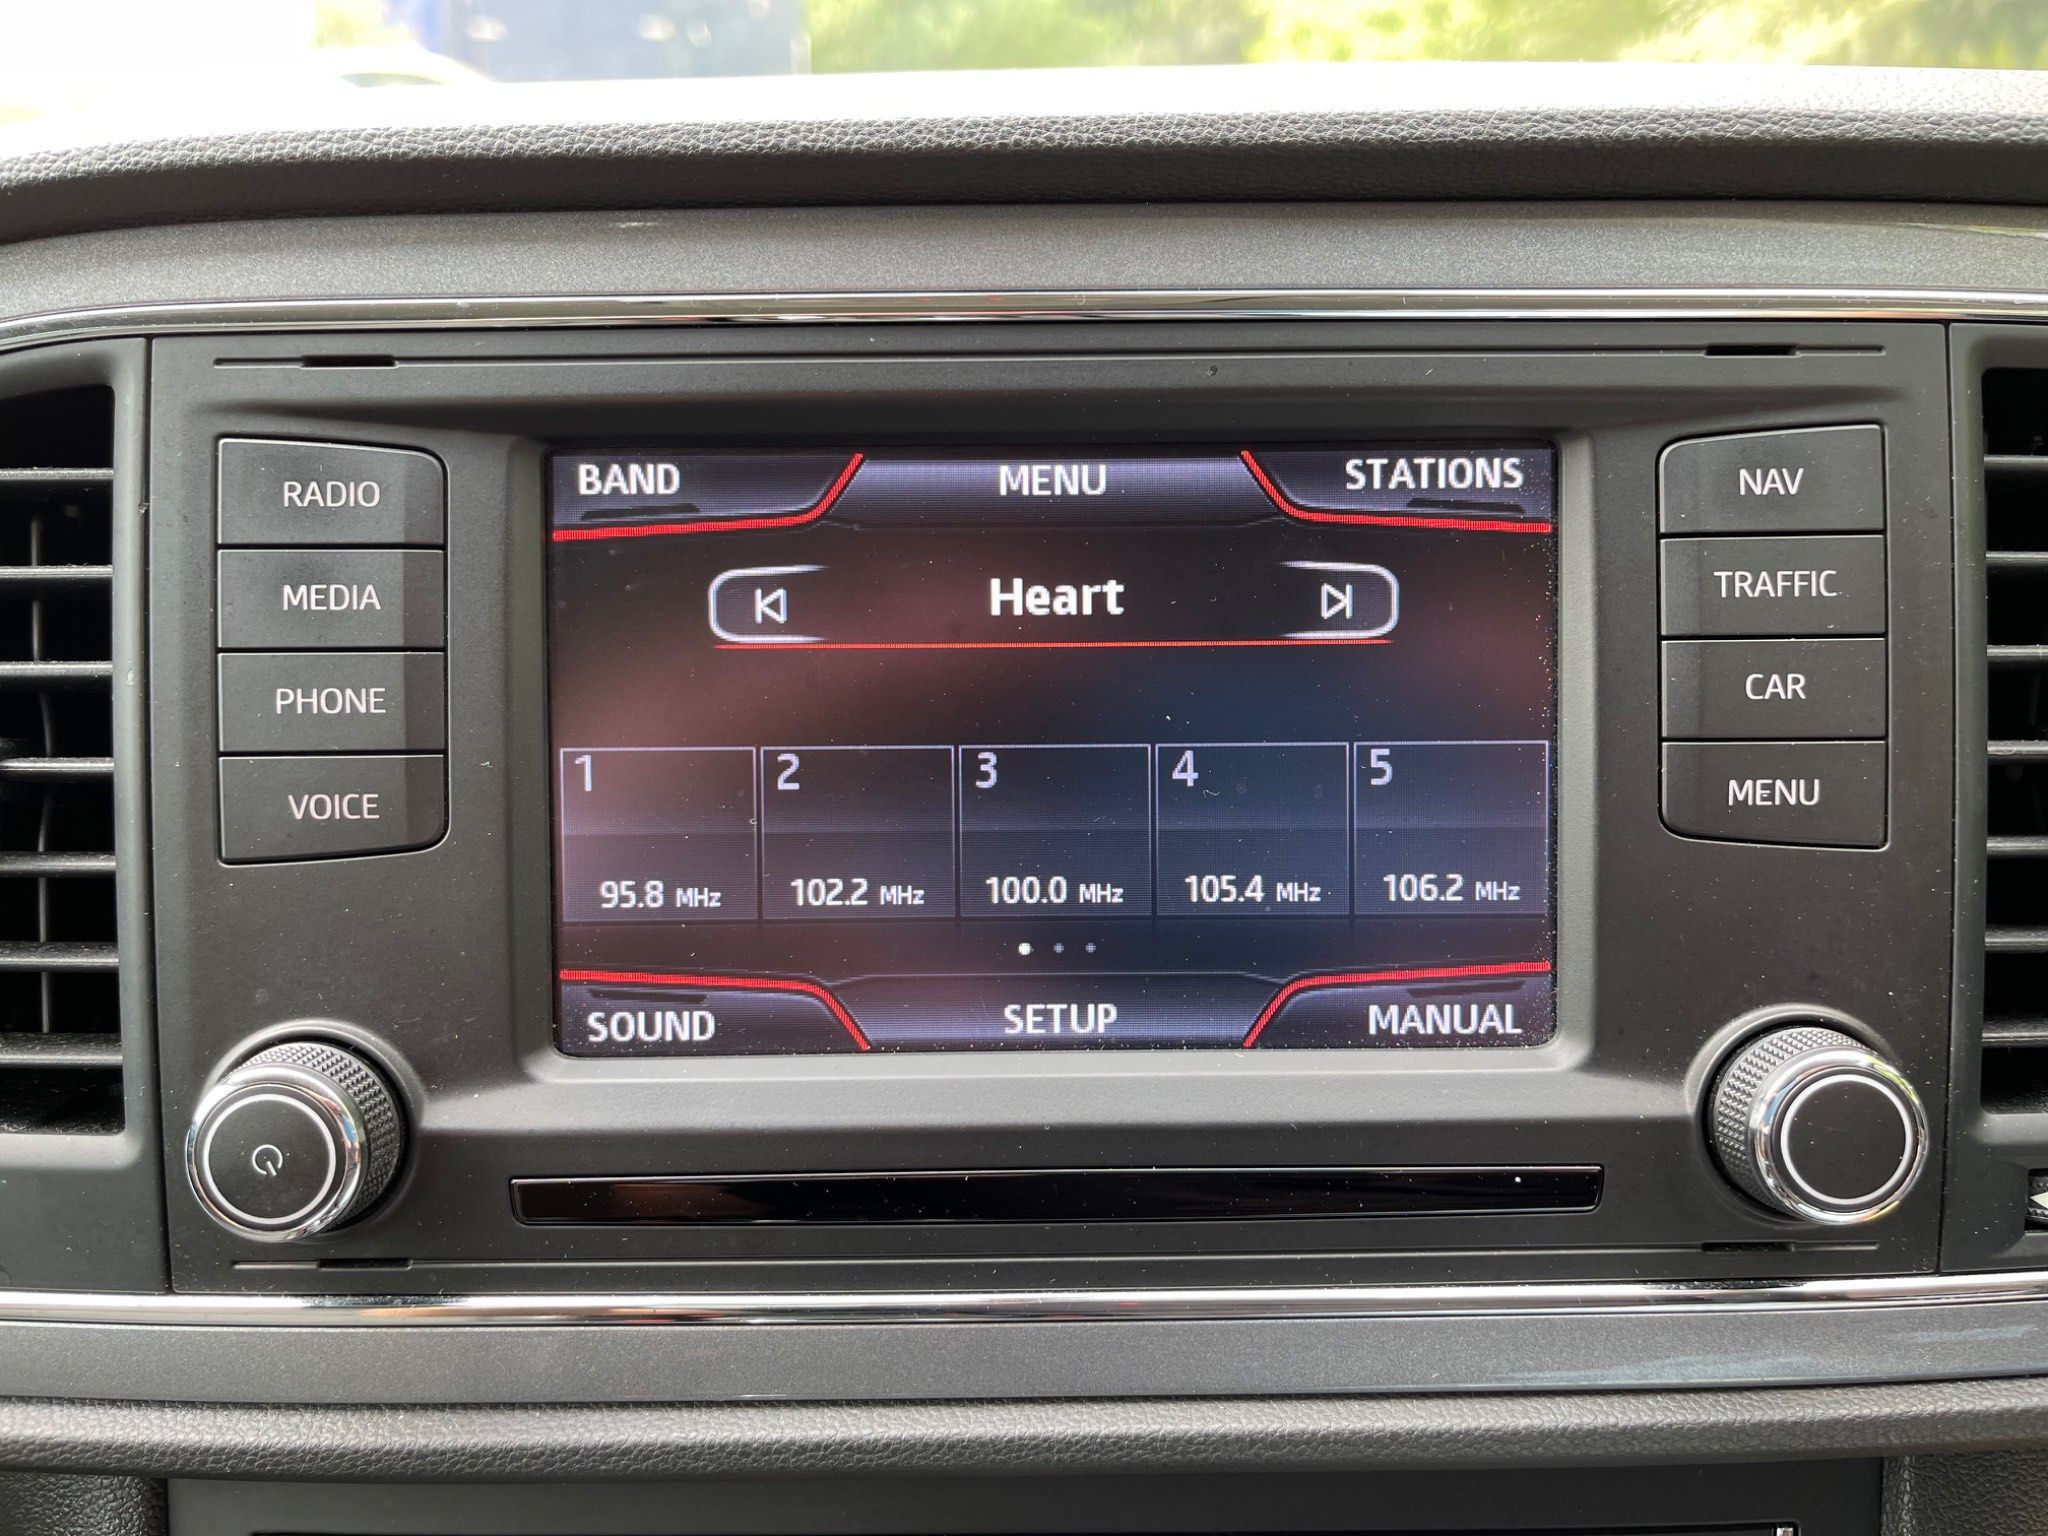 BAND MENU STATIONS
RADIO
MEDIA
PHONE
VOICE
Heart
1 2 3 4 5
95.8 MHz 102.2 MHz 100.0 MHz 105.4 MHz 106.2 MHz
SOUND SETUP MANUAL
NAV
TRAFFIC
CAR
MENU